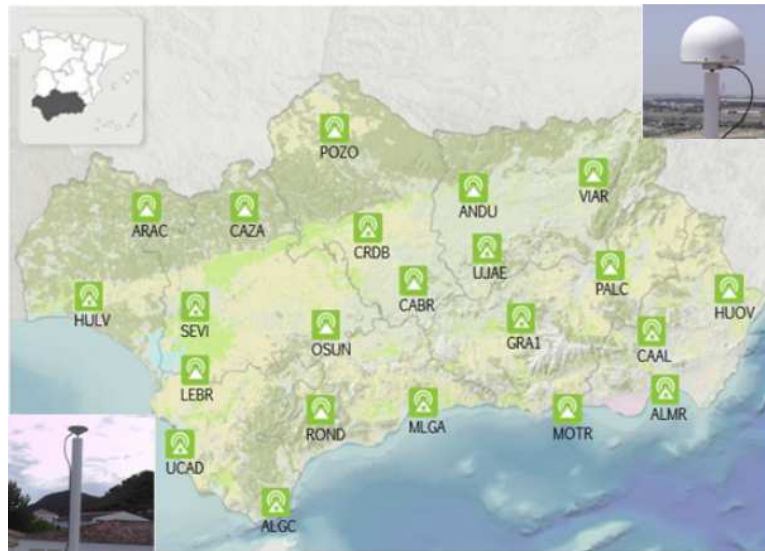 POZO
VIAR
ANDU
ARAC
CAZA
CRDB
UJAE
PALC
CABR
HUOV
HULV
SEVI
OSUN
GRA1
CAAL
LEBR
ROND
MLGA
MOTR
ALMR
UCAD
ALGC